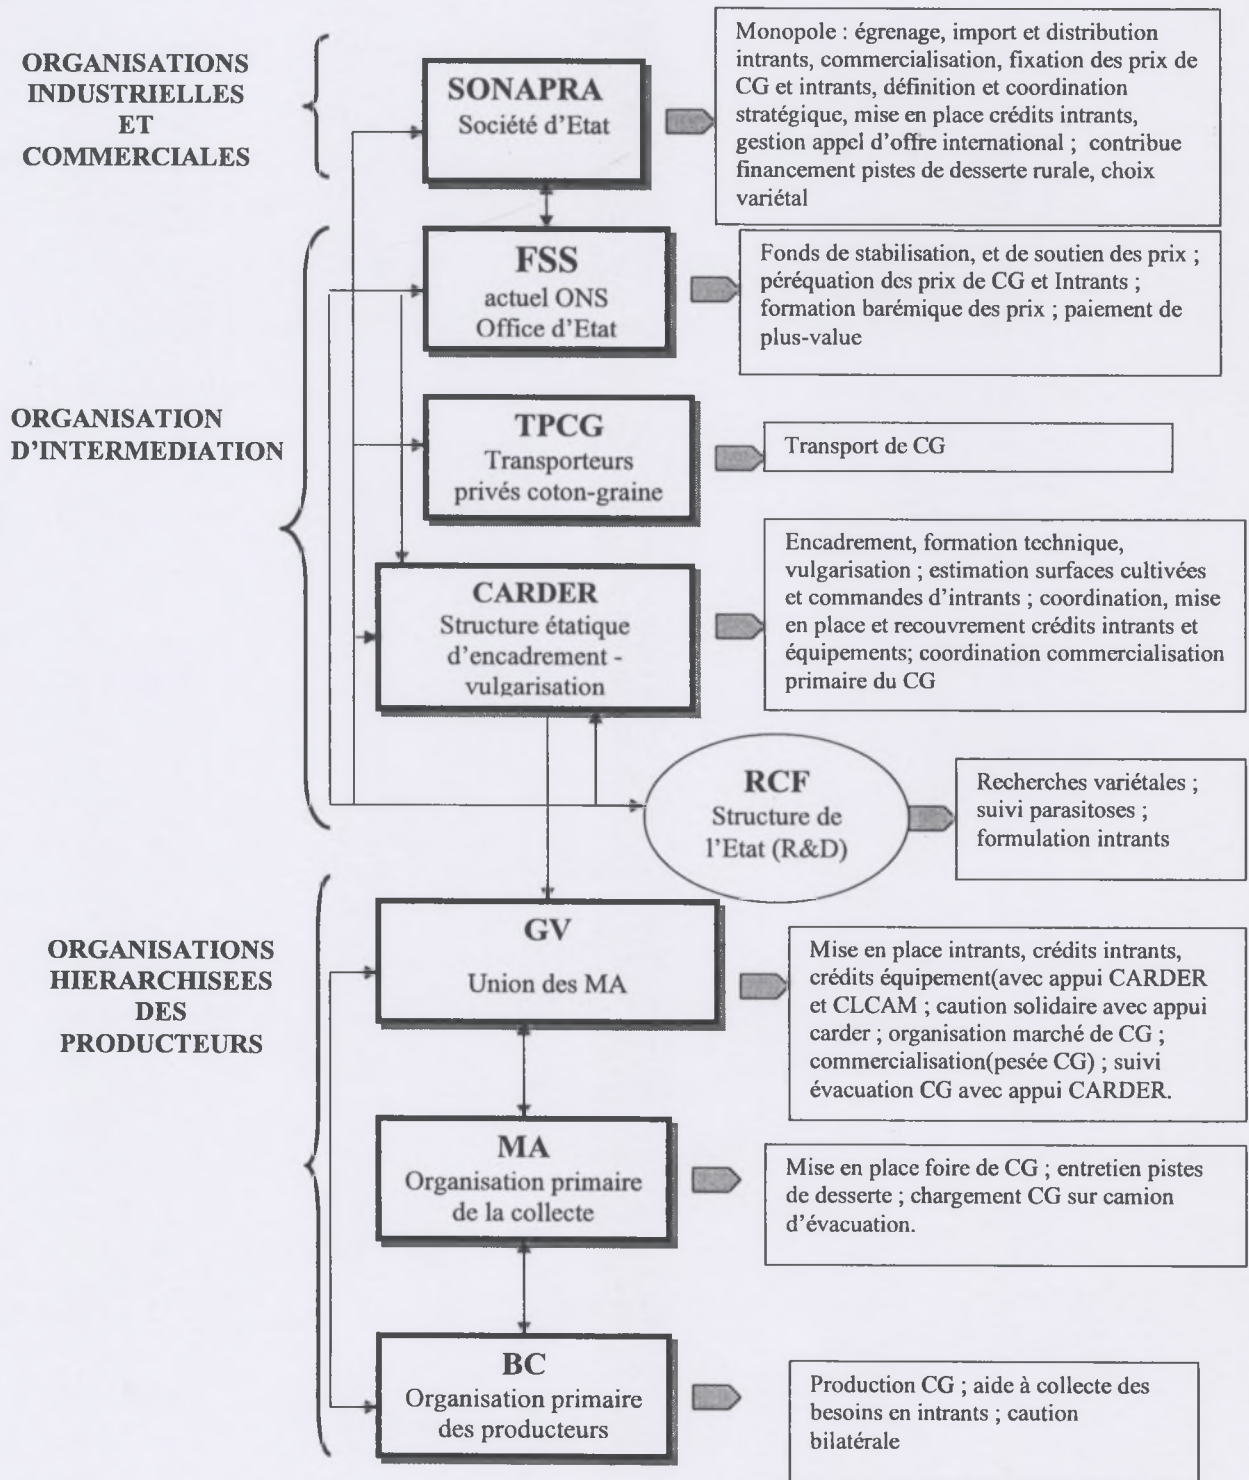 ORGANISATIONS
INDUSTRIELLES
ET
COMMERCIALES
SONAPRA
Société d'Etat
Monopole : égrenage, import et distribution
intrants, commercialisation, fixation des prix de
CG et intrants, définition et coordination
stratégique, mise en place crédits intrants,
gestion appel d'offre international ; contribue
financement pistes de desserte rurale, choix
variétal
ORGANISATION
D'INTERMEDIATION
FSS
actuel ONS
Office d'Etat
Fonds de stabilisation, et de soutien des prix ;
péréquation des prix de CG et Intrants ;
formation barémique des prix ; paiement de
plus-value
TPCG
Transporteurs
privés coton-graine
Transport de CG
CARDER
Structure étatique
d'encadrement -
vulgarisation
Encadrement, formation technique,
vulgarisation ; estimation surfaces cultivées
et commandes d'intrants ; coordination, mise
en place et recouvrement crédits intrants et
équipements; coordination commercialisation
primaire du CG
RCF
Structure de
l'Etat (R&D)
Recherches variétales ;
suivi parasitoses ;
formulation intrants
ORGANISATIONS
HIERARCHISEES
DES
PRODUCTEURS
GV
Union des MA
Mise en place intrants, crédits intrants,
crédits équipement(avec appui CARDER
et CLCAM ; caution solidaire avec appui
carder ; organisation marché de CG ;
commercialisation(pesée CG) ; suivi
évacuation CG avec appui CARDER.
MA
Organisation primaire
de la collecte
Mise en place foire de CG ; entretien pistes
de desserte ; chargement CG sur camion
d'évacuation.
BC
Organisation primaire
des producteurs
Production CG ; aide à collecte des
besoins en intrants ; caution
bilatérale